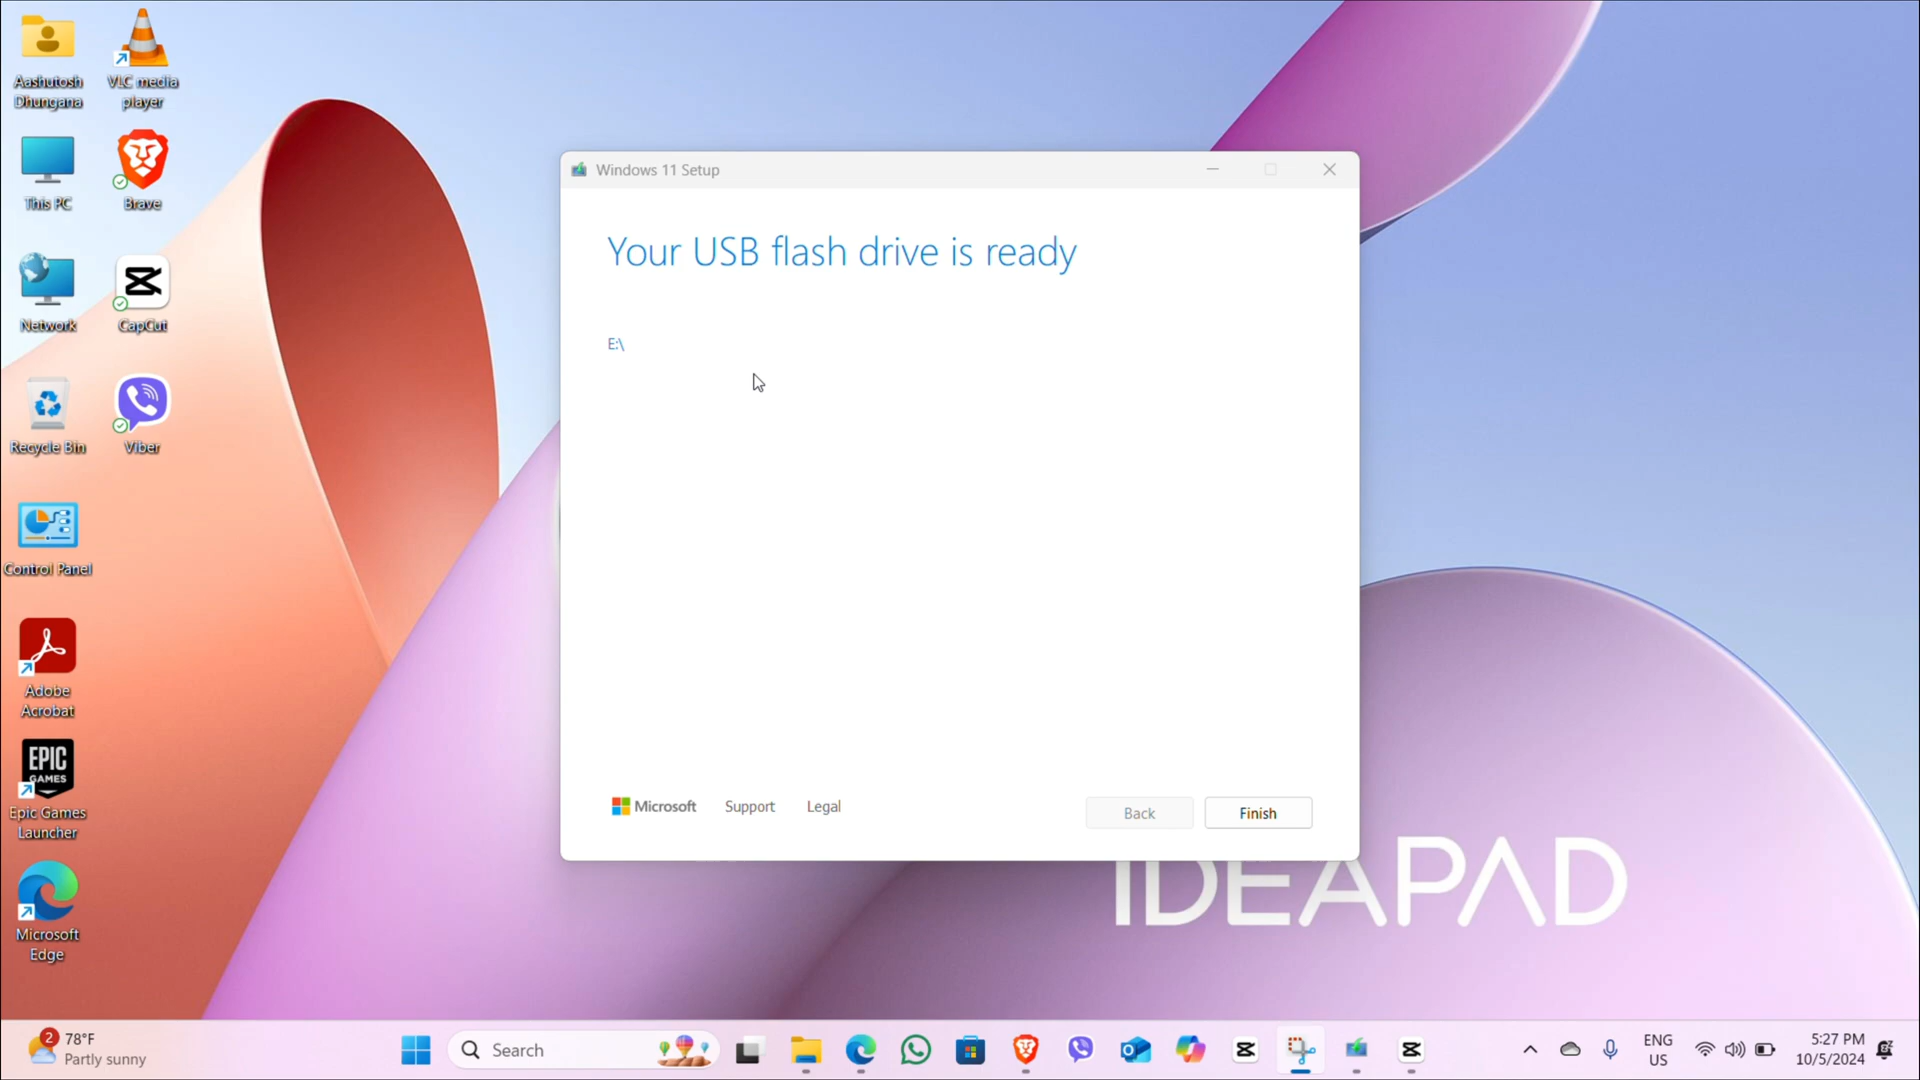 Aashutosh
Dhungana
VLC media
player
This PC
Brave
Network
CapCut
Recycle Bin
Viber
Control Panel
Adobe
Acrobat
EPIC
GAMES
Epic Games
Launcher
Microsoft
Edge
Windows 11 Setup
Your USB flash drive is ready
E:\
Microsoft
Support
Legal
Back
Finish
IDEAPAD
2
78°F
Partly sunny
Search
ENG
US
5:27 PM
10/5/2024